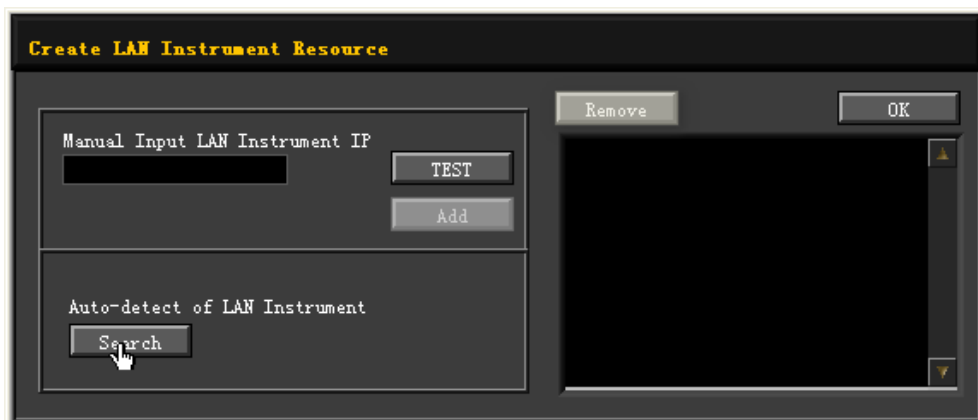 Create LAN Instrument Resource
Remove
OK
Manual Input LAN Instrument IP
TEST
Add
Auto-detect of LAN Instrument
Search